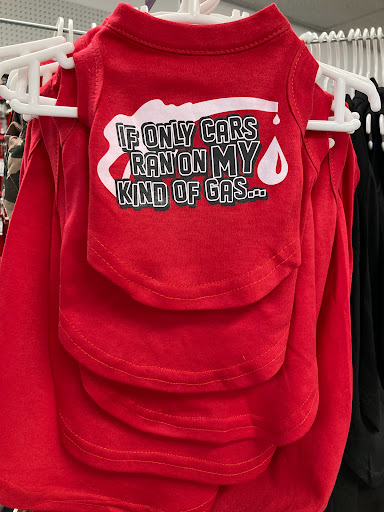 IF ONLY CARS
RAN ON MY
KIND OF GAS...